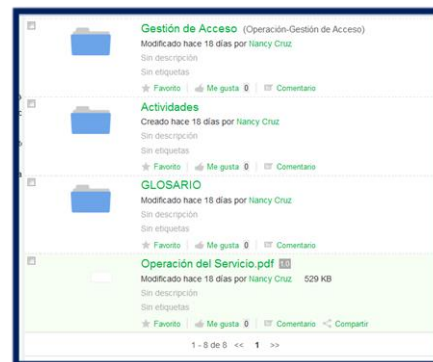 Gestión de Acceso (Operación-Gestión de Acceso)
Modificado hace 18 días por Nancy Cruz
Sin descripción
Sin etiquetas
Favorito Me gusta 0 Comentario
Actividades
Creado hace 18 días por Nancy Cruz
Sin descripción
Sin etiquetas
Favorito Me gusta 0 Comentario
GLOSARIO
Modificado hace 18 días por Nancy Cruz
Sin descripción
Sin etiquetas
Favorito Me gusta 0 Comentario
Operación del Servicio.pdf 1.0
Modificado hace 18 días por Nancy Cruz 529 KB
Sin descripción
Sin etiquetas
Favorito Me gusta 0 Comentario Compartir
1 - 8 de 8 << 1 >>